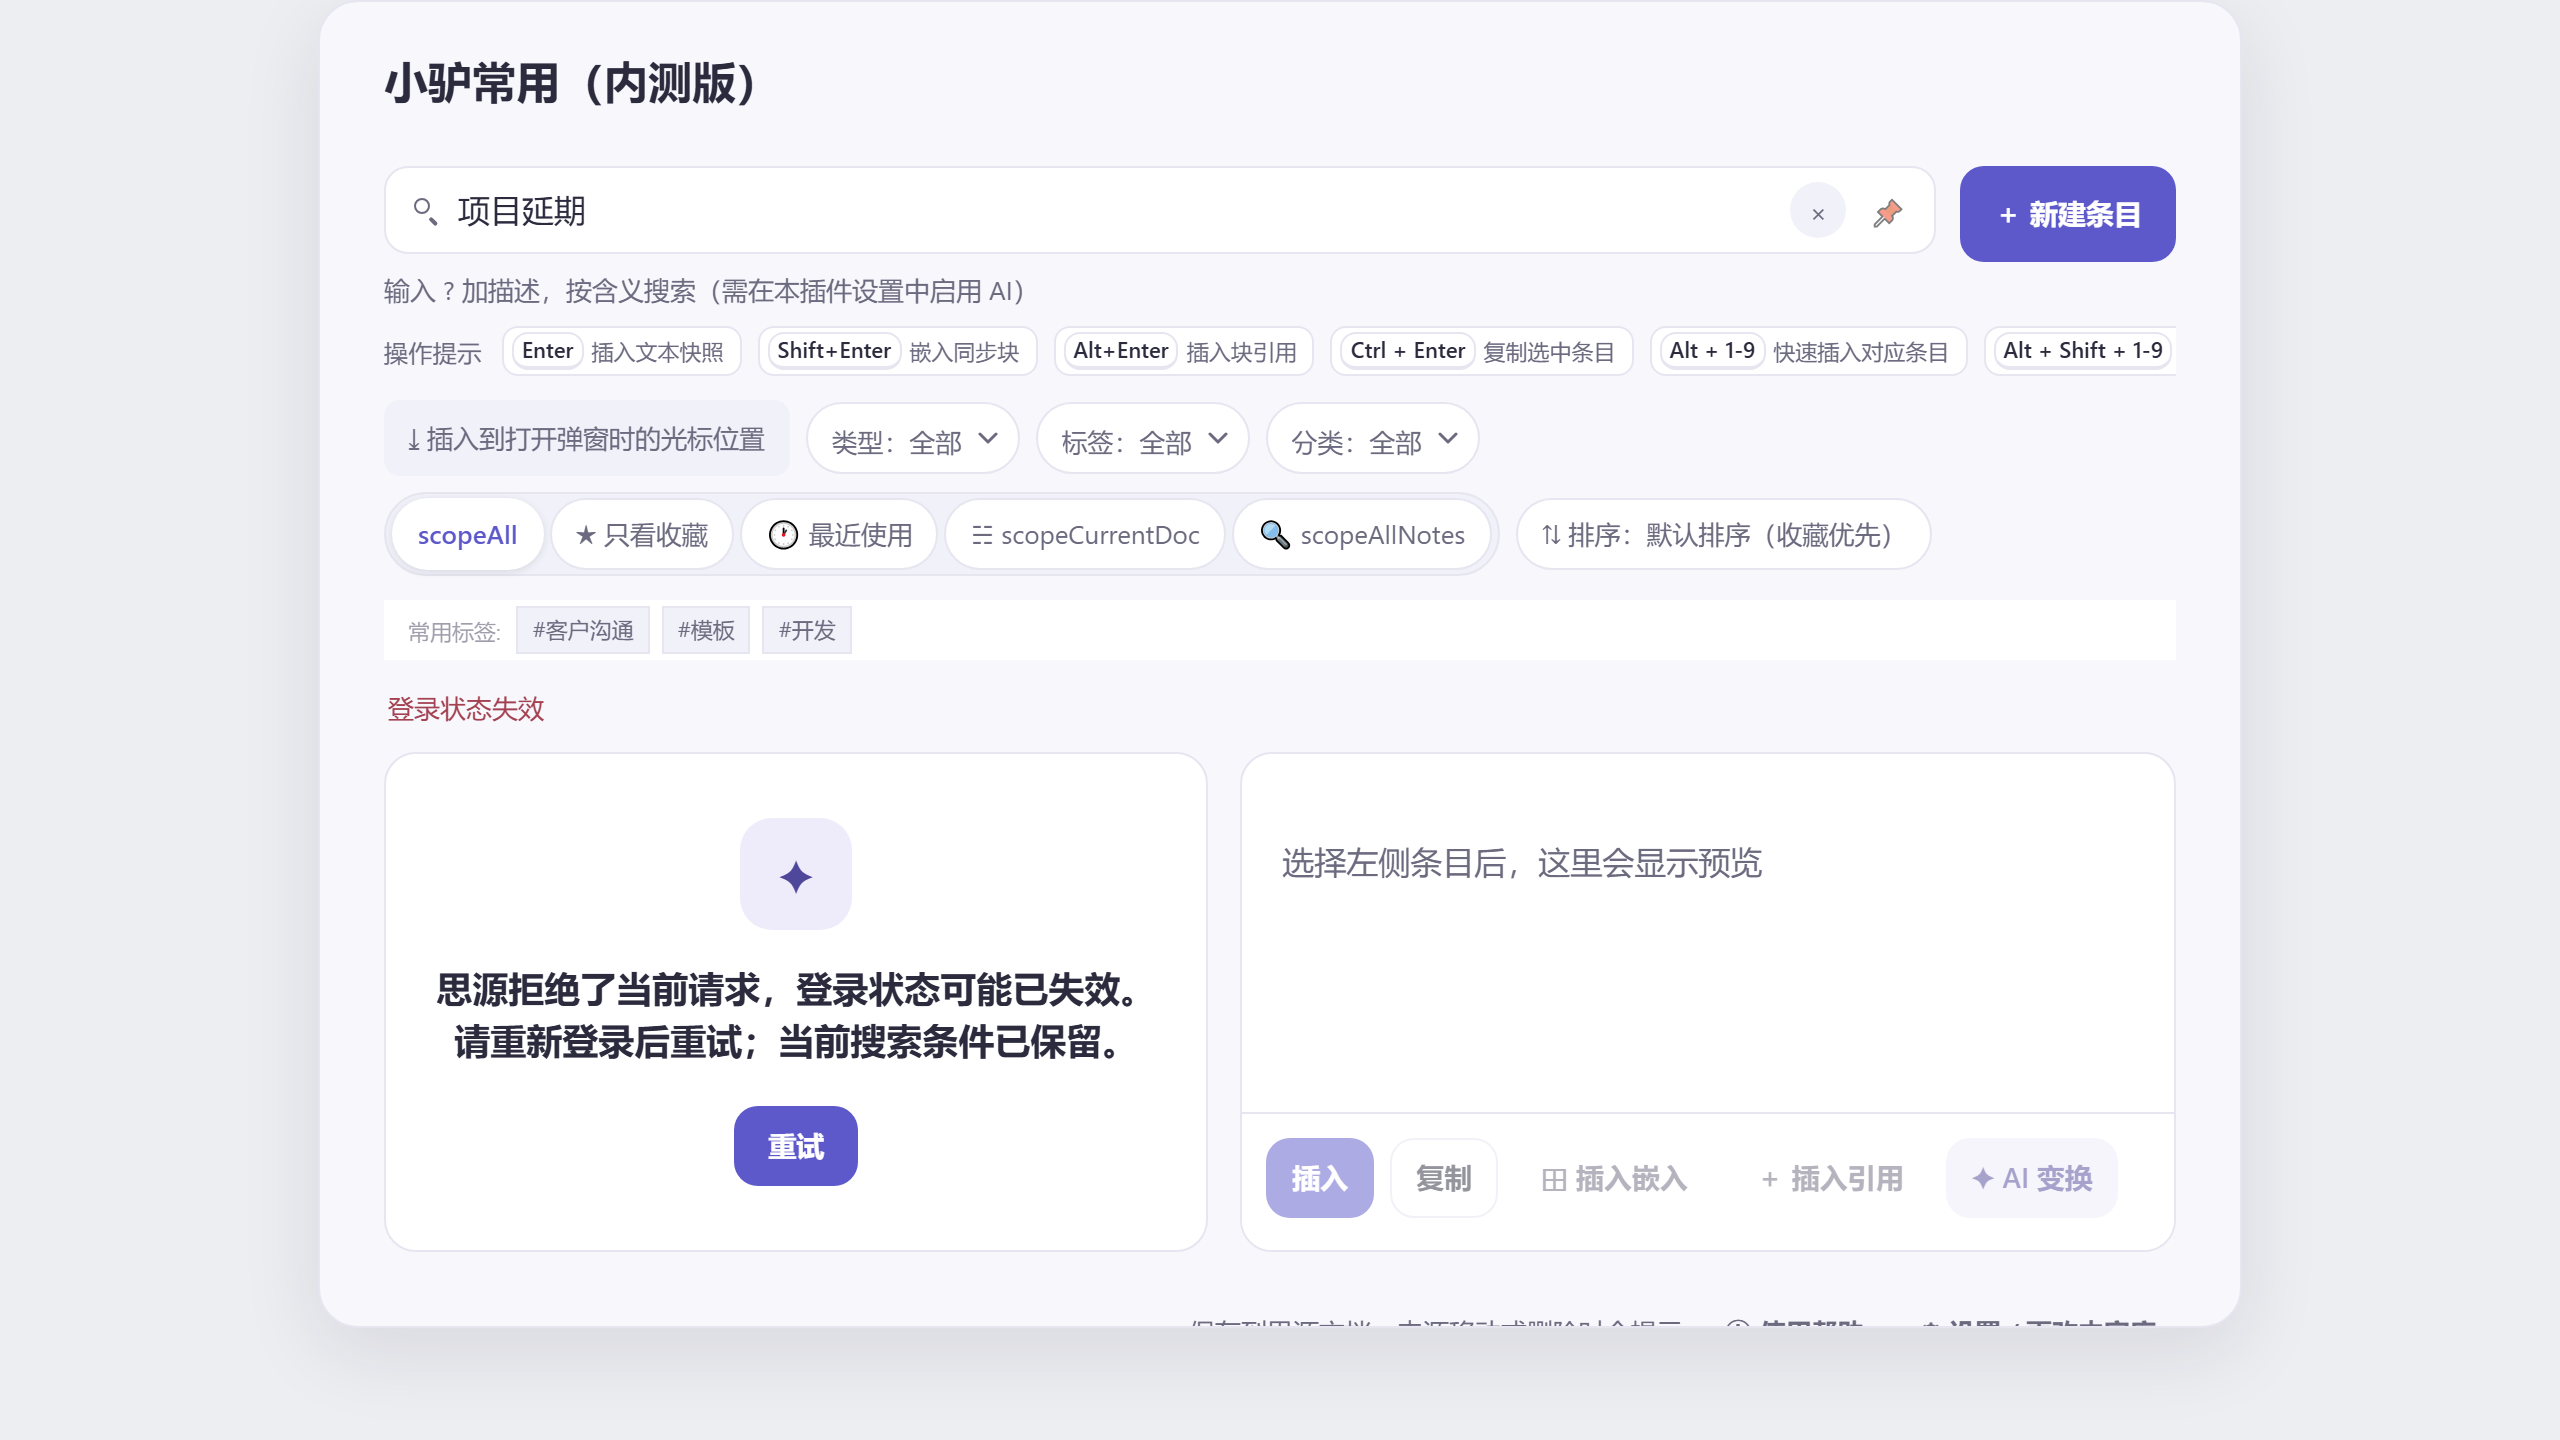 小驴常用（内测版）
项目延期
×
+ 新建条目
输入 ? 加描述，按含义搜索（需在本插件设置中启用 AI）
操作提示 Enter 插入文本快照 Shift+Enter 嵌入同步块 Alt+Enter 插入块引用 Ctrl + Enter 复制选中条目 Alt + 1-9 快速插入对应条目 Alt + Shift + 1-9
⤓ 插入到打开弹窗时的光标位置 类型：全部 标签：全部 分类：全部
scopeAll ★ 只看收藏 最近使用 ☵ scopeCurrentDoc scopeAllNotes ⇅ 排序：默认排序（收藏优先）
常用标签: #客户沟通 #模板 #开发
登录状态失效
思源拒绝了当前请求，登录状态可能已失效。
请重新登录后重试；当前搜索条件已保留。
重试
选择左侧条目后，这里会显示预览
插入 复制 田 插入嵌入 + 插入引用 ✦ AI 变换